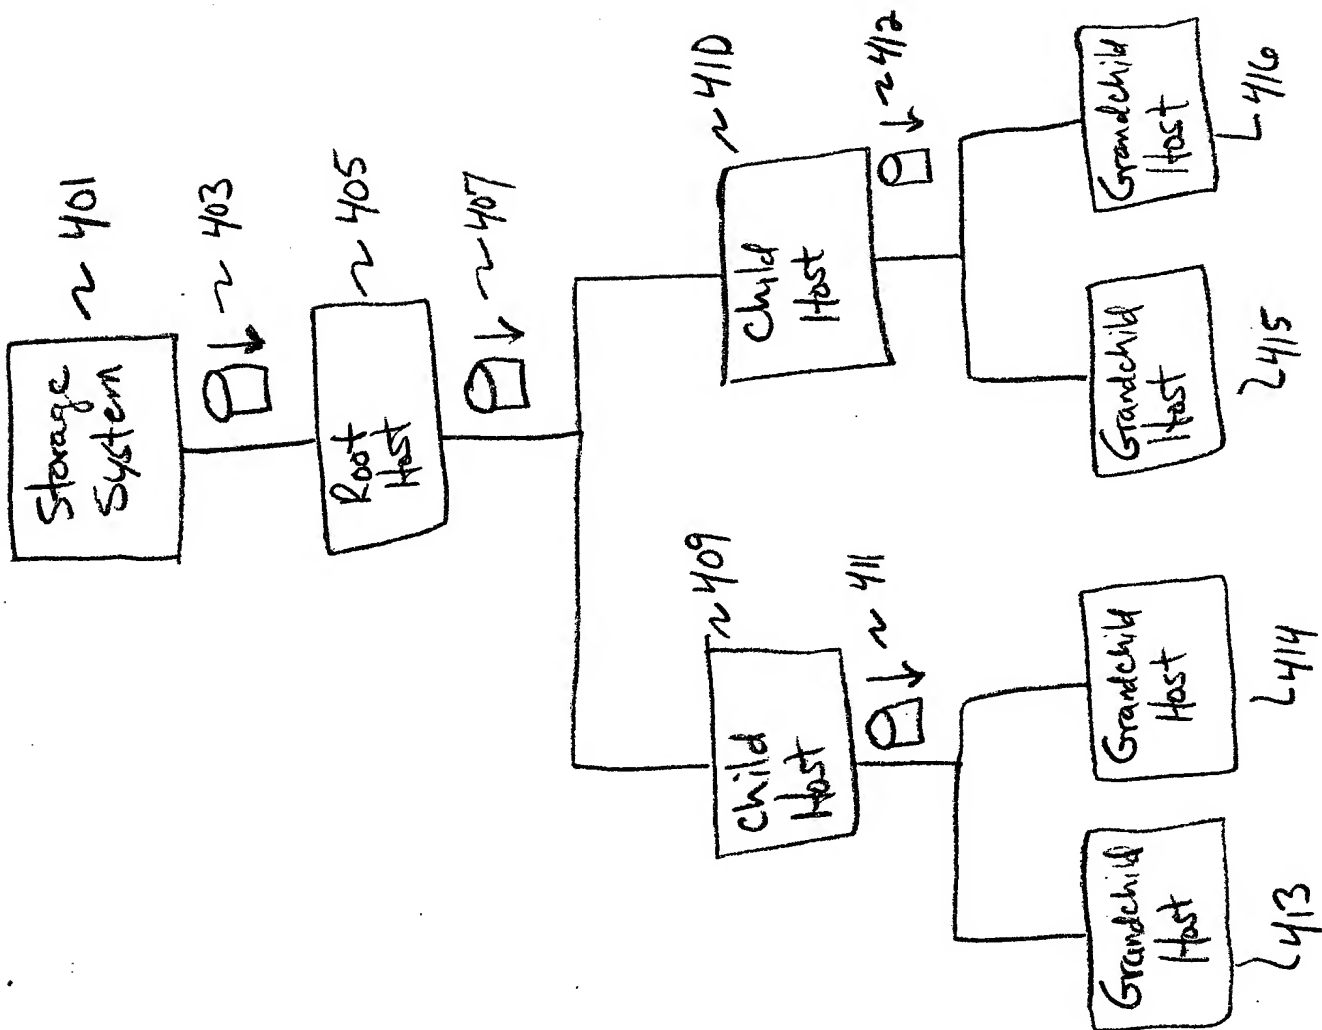 Storage
System
~ 401
~ 403
Root
Host
~ 405
~ 407
Child
Host
~ 409
Child
Host
~ 410
~ 411
~ 412
Grandchild
Host
413
Grandchild
Host
414
Grandchild
Host
415
Grandchild
Host
416